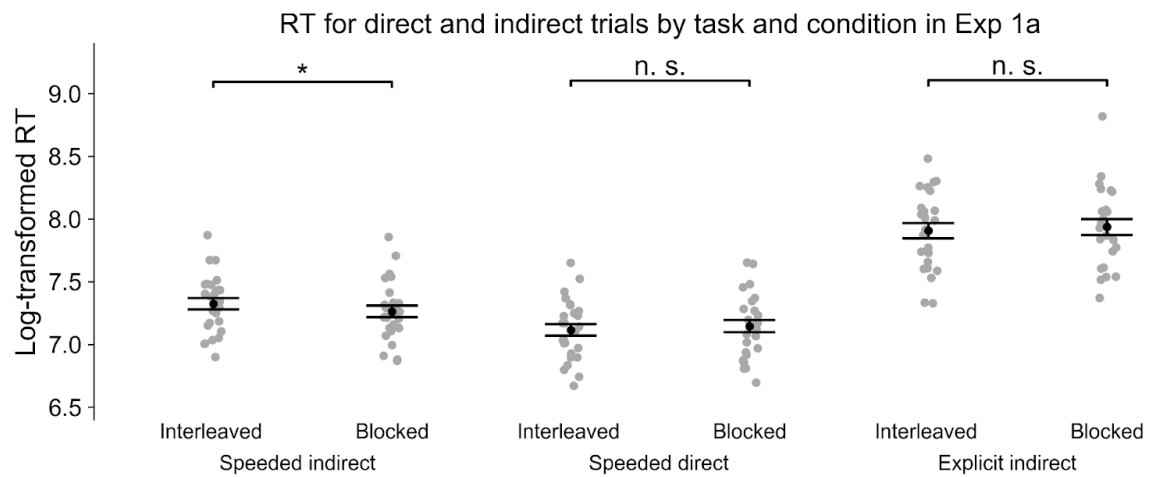 RT for direct and indirect trials by task and condition in Exp 1a
* n. s. n. s.
Log-transformed RT
9.0
8.5
8.0
7.5
7.0
6.5
Interleaved Blocked Interleaved Blocked Interleaved Blocked
Speeded indirect Speeded direct Explicit indirect